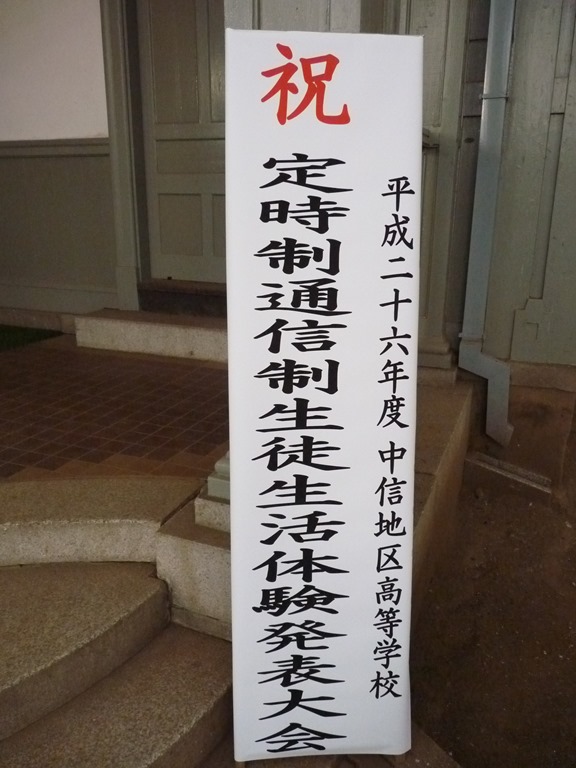 平成二十六年度 中信地区高等学校
祝 定時制通信制生徒生活体験発表大会